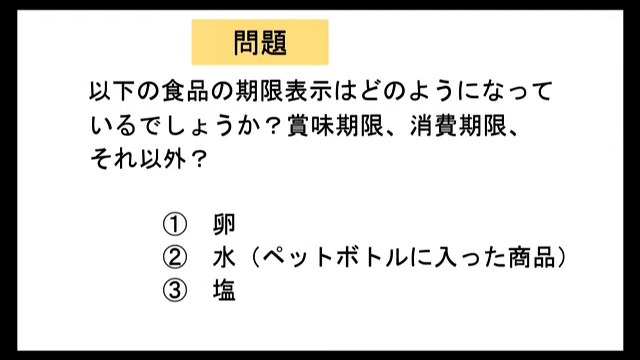 問題
以下の食品の期限表示はどのようになって
いるでしょうか？賞味期限、消費期限、
それ以外？
①　卵
②　水（ペットボトルに入った商品）
③　塩